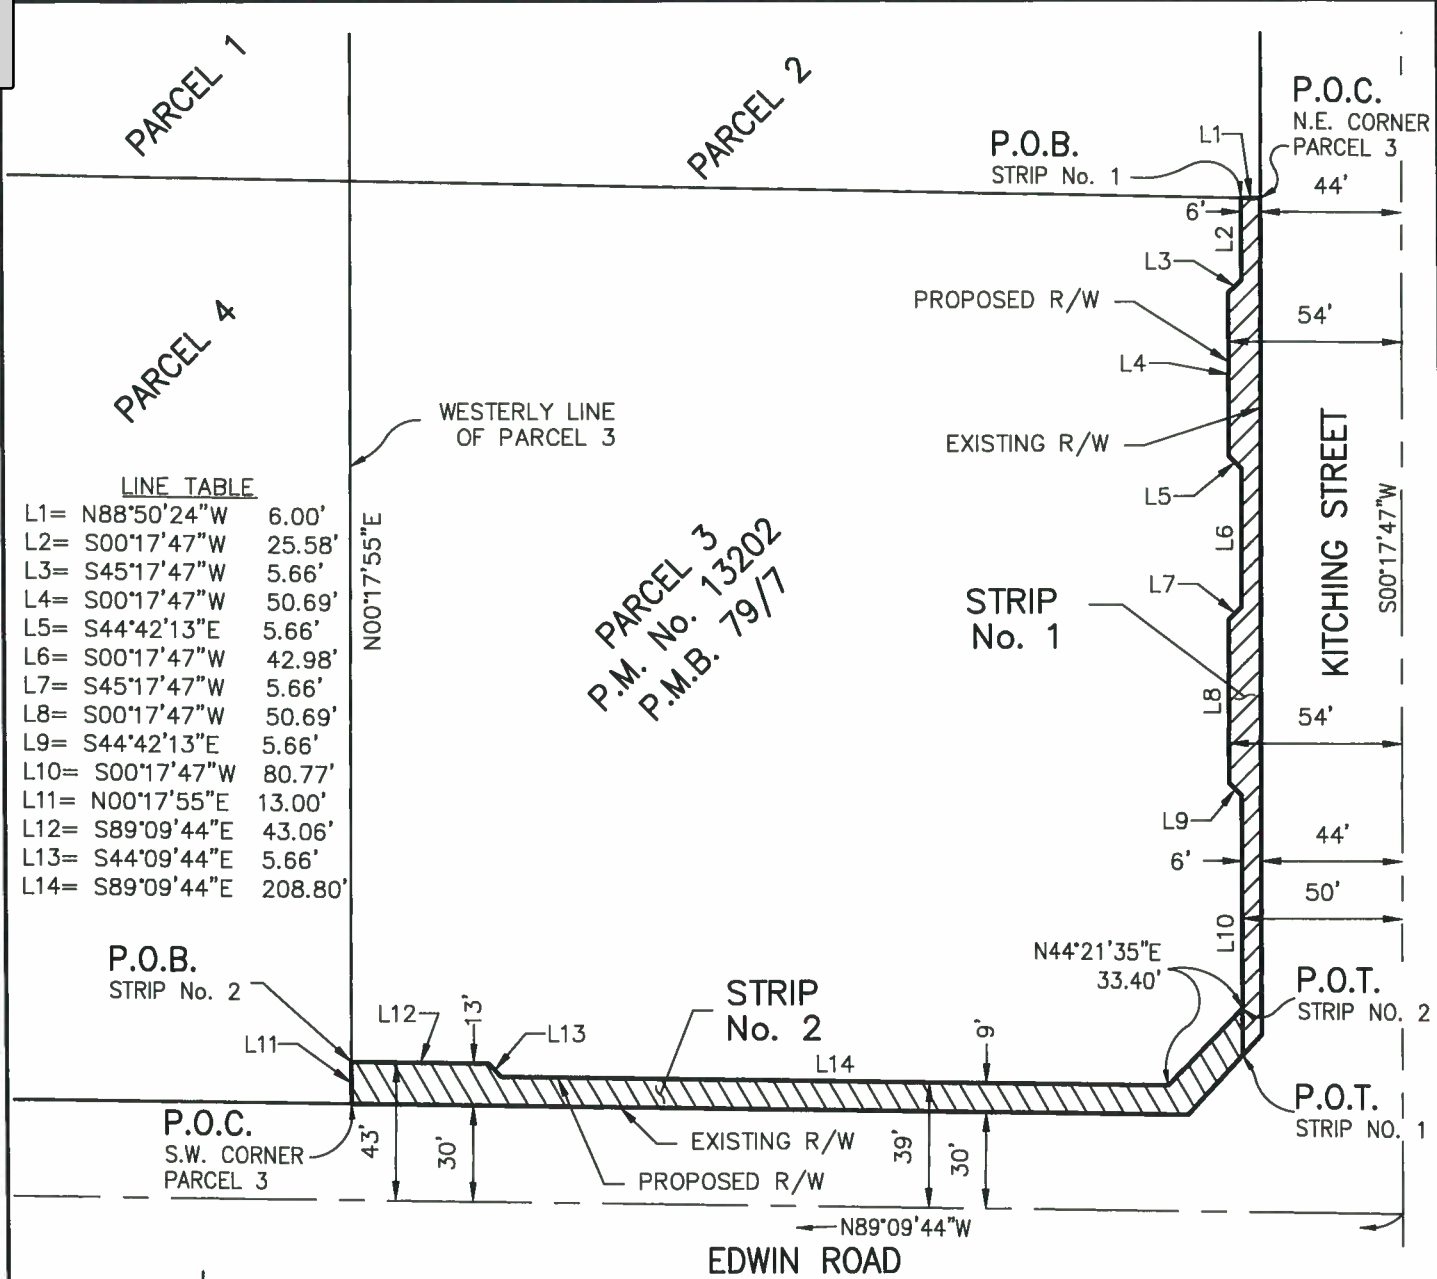 PARCEL 1
PARCEL 2
P.O.C.
N.E. CORNER
PARCEL 3
L1
P.O.B.
STRIP No. 1
44'
6'
L2
L3
PROPOSED R/W
54'
L4
PARCEL 4
WESTERLY LINE
OF PARCEL 3
EXISTING R/W
L5
L6
KITCHING STREET
S00°17'47"W
LINE TABLE
L1= N88°50'24"W 6.00'
L2= S00°17'47"W 25.58'
L3= S45°17'47"W 5.66'
L4= S00°17'47"W 50.69'
L5= S44°42'13"E 5.66'
L6= S00°17'47"W 42.98'
L7= S45°17'47"W 5.66'
L8= S00°17'47"W 50.69'
L9= S44°42'13"E 5.66'
L10= S00°17'47"W 80.77'
L11= N00°17'55"E 13.00'
L12= S89°09'44"E 43.06'
L13= S44°09'44"E 5.66'
L14= S89°09'44"E 208.80'
N00°17'55"E
PARCEL 3
P.M. No. 13202
P.M.B. 79/7
L7
STRIP
No. 1
L8
54'
L9
44'
6'
50'
L10
N44°21'35"E
33.40'
P.O.B.
STRIP No. 2
P.O.T.
STRIP NO. 2
STRIP
No. 2
L12
13'
L13
L11
L14
9'
P.O.T.
STRIP NO. 1
P.O.C.
S.W. CORNER
PARCEL 3
43'
30'
EXISTING R/W
PROPOSED R/W
39'
30'
N89°09'44"W
EDWIN ROAD